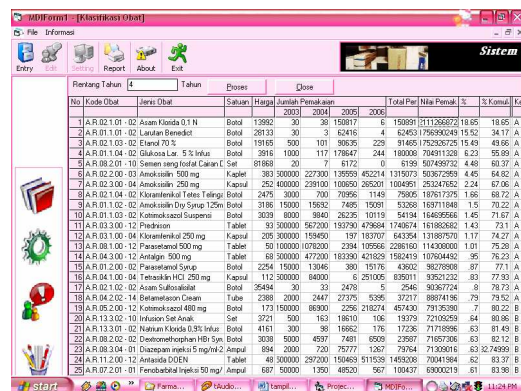 MDIForm1 - [Klasifikasi Obat]
File Informasi
Entry Edit Setting Report About Exit
Sistem
Rentang Tahun 4 Tahun Proses Close
No Kode Obat Jenis Obat Satuan Harga Jumlah Pemakaian Total Per Nilai Pemak % % Komul
2003 2004 2005 2006
1 A.R.02.1.01 - 02 Asam Klorida 0,1 N Botol 13992 30 38 150817 6 150891 2111266872 18.65 18.65 A
2 A.R.01.1.01 - 01 Larutan Benedict Botol 28133 30 3 62416 4 62453 1756990249 15.52 34.17 A
3 A.R.02.1.03 - 02 Etanol 70 % Botol 19165 500 101 90635 229 91465 1752926725 15.49 49.66 A
4 A.R.01.1.04 - 02 Glukosa Lar. 5 % Infus Botol 3916 1000 116 178647 244 180008 704911328 6.23 55.89 A
5 A.R.08.2.01 - 10 Semen seng fosfat Cairan Set 81868 20 7 6172 0 6199 507499732 4.48 60.37 A
6 A.R.02.2.00 - 03 Amoksisilin 500 mg Kaplet 383 500000 227300 135559 452214 1315073 503672959 4.45 64.82 A
7 A.R.02.3.00 - 04 Amoksisilin 250 mg Kapsul 252 400000 239100 100650 265201 1004951 253247652 2.24 67.06 A
8 A.R.02.1.04 - 02 Kloramfenikol Tetes Telinga Botol 2475 3000 700 70956 1149 75805 187617375 1.66 68.72 A
9 A.R.01.1.05 - 02 Amoksisilin Dry Syrup 125m Botol 3186 15000 15692 7485 15091 53268 169711848 1.5 70.22 A
10 A.R.01.1.03 - 02 Kotrimoksazol Suspensi Botol 3039 8000 9840 26235 10119 54194 164695566 1.45 71.67 A
11 A.R.03.3.00 - 12 Prednison Tablet 93 500000 567200 193790 479684 1740674 161882682 1.43 73.1 A
12 A.R.03.1.00 - 04 Kloramfenikol 250 mg Kapsul 205 300000 159450 197 183707 643354 131887570 1.17 74.27 A
13 A.R.08.1.00 - 12 Parasetamol 500 mg Tablet 50 100000 1078200 2394 1105566 2286160 114308000 1.01 75.28 A
14 A.R.04.3.00 - 12 Antalgin 500 mg Tablet 68 500000 477200 183390 421829 1582419 107604492 .95 76.23 A
15 A.R.01.2.00 - 02 Parasetamol Syrup Botol 2254 15000 13046 380 15176 43602 98278908 .87 77.1 A
16 A.R.04.1.00 - 04 Tetrasiklin HCl 250 mg Kapsul 112 500000 84000 6 251005 835011 93521232 .83 77.93 A
17 A.R.02.1.01 - 02 Asam Sulfosalisilat Botol 35494 30 33 2478 5 2546 90367724 .8 78.73 A
18 A.R.04.2.02 - 14 Betametason Cream Tube 2388 2000 2447 27375 5395 37217 88874196 .79 79.52 A
19 A.R.05.2.00 - 12 Kotrimoksazol 480 mg Botol 173 150000 86900 2256 218274 457430 79135390 .7 80.22 B
20 A.R.13.3.02 - 10 Infusion Set Anak Set 3721 500 163 18610 106 19379 72109259 .64 80.86 B
21 A.R.13.3.01 - 02 Natrium Klorida 0,9% Infus Botol 4161 300 98 16662 176 17236 71718996 .63 81.49 B
22 A.R.08.2.02 - 02 Dextromethorphan HBr Syr. Botol 3038 5000 4597 7481 6509 23587 71657306 .63 82.12 B
23 A.R.08.3.04 - 01 Diazepam injeksi 5 mg/ml-2 Ampul 894 2000 720 75777 1267 79764 71309016 .63 82.74999 B
24 A.R.11.2.00 - 12 Antasida DOEN Tablet 48 500000 297200 150469 511539 1459208 70041984 .62 83.37 B
25 A.R.07.2.01 - 01 Fenobarbital Injeksi 50 mg/ Ampul 687 50000 1350 48520 567 100437 69000219 .61 83.98 B
start Farma... tAudio... tampil... Projec... MDIFo... 11:24 PM